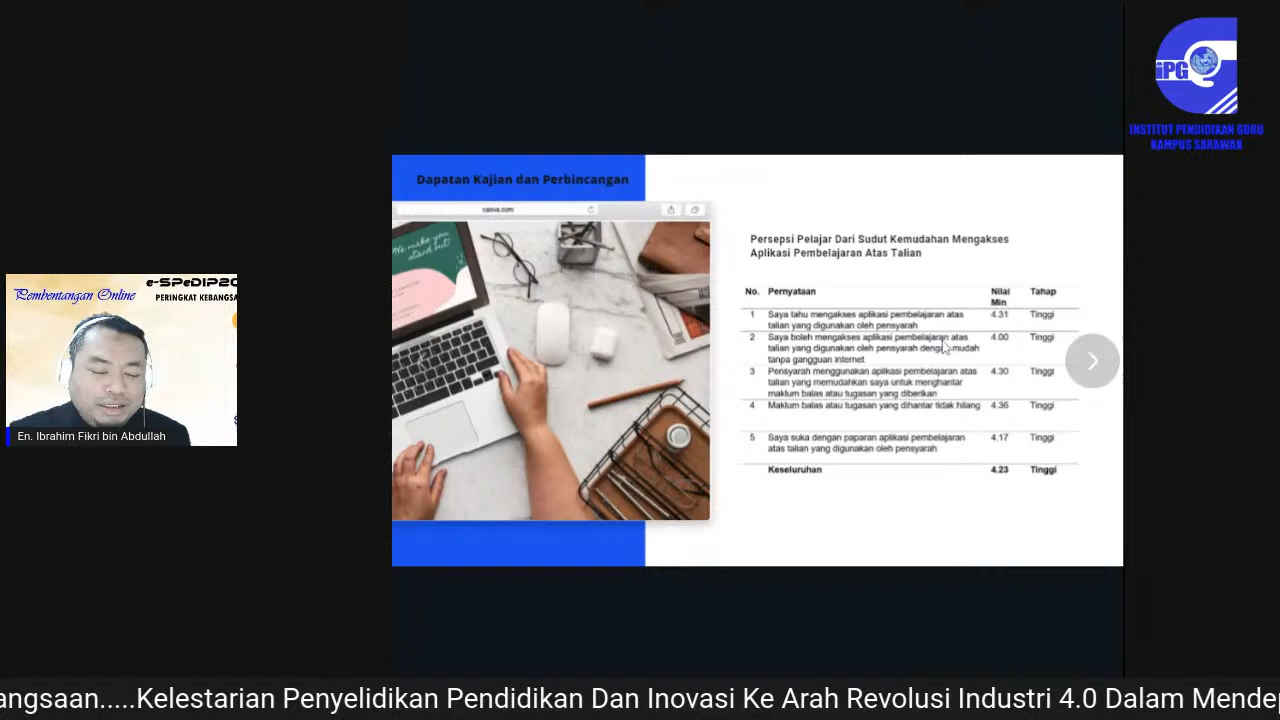 iPG
INSTITUT PENDIDIKAN GURU
KAMPUS SARAWAK
Dapatan Kajian dan Perbincangan
canva.com
We make you
stand out!
Persepsi Pelajar Dari Sudut Kemudahan Mengakses
Aplikasi Pembelajaran Atas Talian
No. Pernyataan Nilai Min Tahap
1 Saya tahu mengakses aplikasi pembelajaran atas 4.31 Tinggi
talian yang digunakan oleh pensyarah
2 Saya boleh mengakses aplikasi pembelajaran atas 4.00 Tinggi
talian yang digunakan oleh pensyarah dengan mudah
tanpa gangguan internet
3 Pensyarah menggunakan aplikasi pembelajaran atas 4.30 Tinggi
talian yang memudahkan saya untuk menghantar
maklum balas atau tugasan yang diberikan
4 Maklum balas atau tugasan yang dihantar tidak hilang 4.36 Tinggi
5 Saya suka dengan paparan aplikasi pembelajaran 4.17 Tinggi
atas talian yang digunakan oleh pensyarah
Keseluruhan 4.23 Tinggi
Pembentangan Online
e-SPeDIP20
PERINGKAT KEBANGSA
En. Ibrahim Fikri bin Abdullah
angsaan.....Kelestarian Penyelidikan Pendidikan Dan Inovasi Ke Arah Revolusi Industri 4.0 Dalam Mende